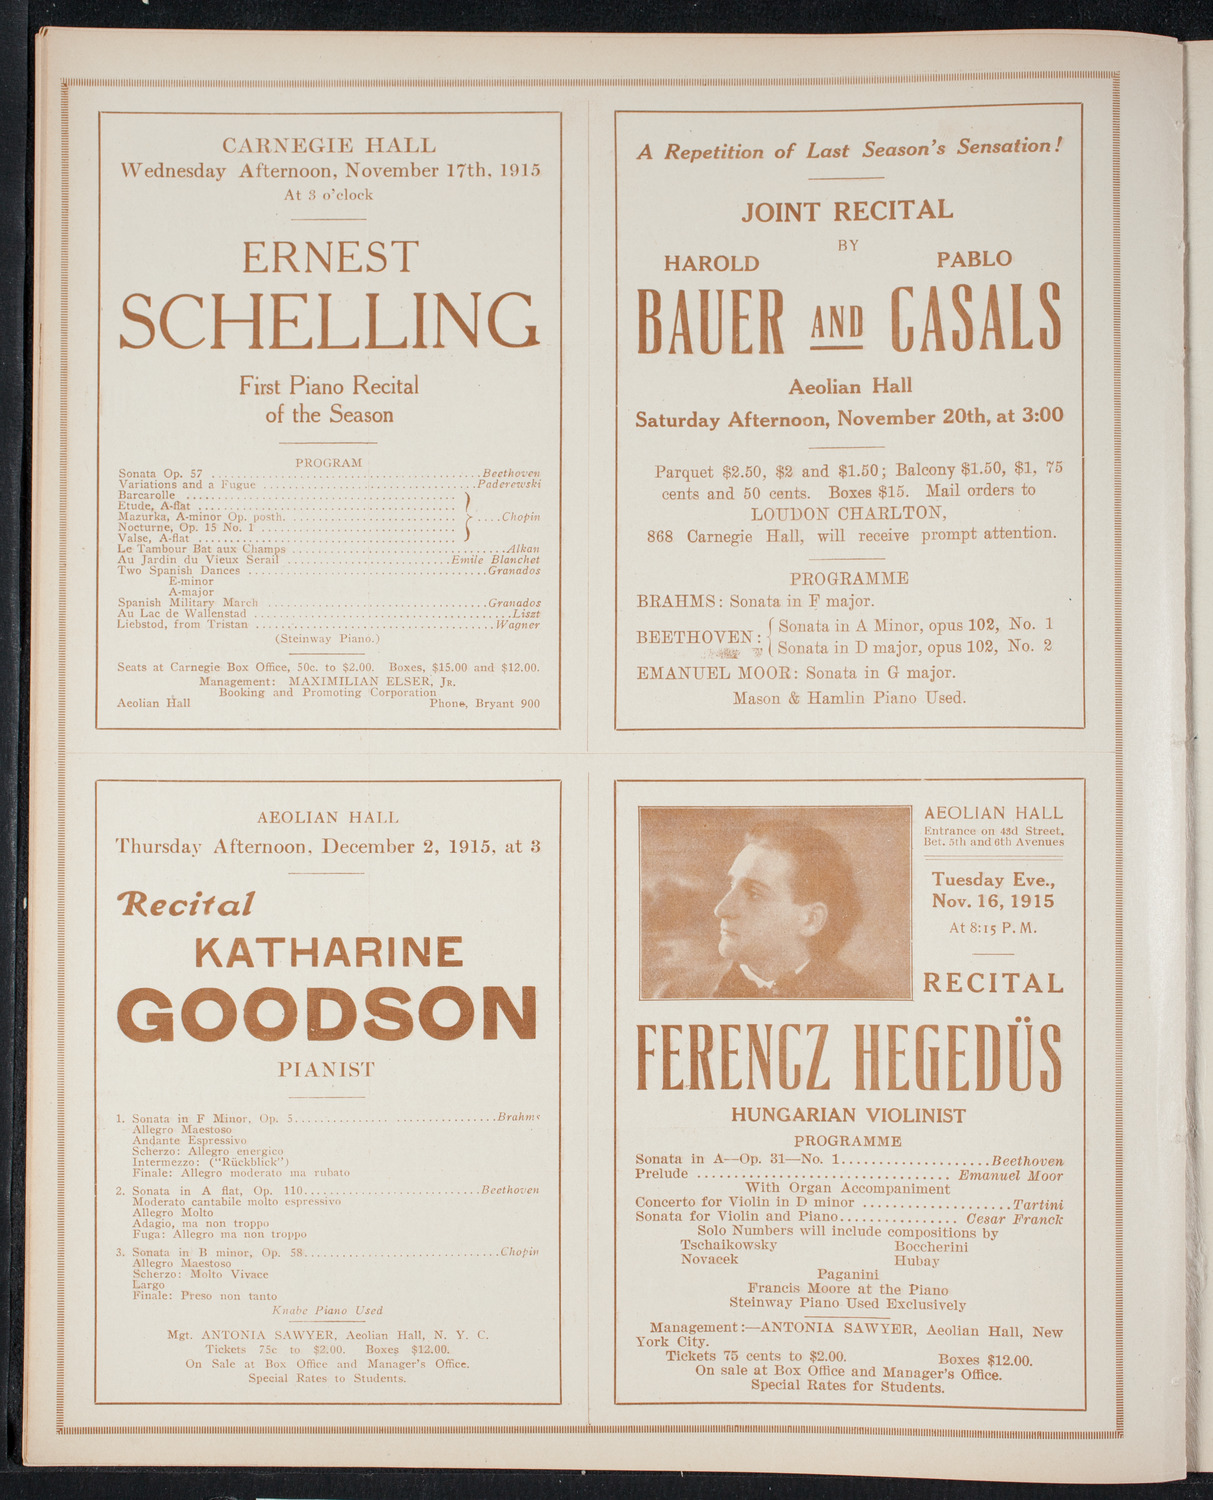 CARNEGIE HALL
Wednesday Afternoon, November 17th, 1915
At 3 o'clock
ERNEST
SCHELLING
First Piano Recital
of the Season
PROGRAM
Sonata Op. 57 ........ Beethoven
Variations and a Fugue ........ Paderewski
Barcarolle ........
Etude, A-flat ........
Mazurka, A-minor Op. posth. ........ Chopin
Nocturne, Op. 15 No. 1 ........
Valse, A-flat ........
Le Tambour Bat aux Champs ........ Alkan
Au Jardin du Vieux Serail ........ Emile Blanchet
Two Spanish Dances ........ Granados
E-minor
A-major
Spanish Military March ........ Granados
Au Lac de Wallenstad ........ Liszt
Liebstod, from Tristan ........ Wagner
(Steinway Piano.)
Seats at Carnegie Box Office, 50c. to $2.00. Boxes, $15.00 and $12.00.
Management: MAXIMILIAN ELSER, Jr.
Booking and Promoting Corporation
Aeolian Hall Phone, Bryant 900
A Repetition of Last Season's Sensation!
JOINT RECITAL
BY
HAROLD PABLO
BAUER AND CASALS
Aeolian Hall
Saturday Afternoon, November 20th, at 3:00
Parquet $2.50, $2 and $1.50; Balcony $1.50, $1, 75
cents and 50 cents. Boxes $15. Mail orders to
LOUDON CHARLTON,
868 Carnegie Hall, will receive prompt attention.
PROGRAMME
BRAHMS: Sonata in F major.
BEETHOVEN: { Sonata in A Minor, opus 102, No. 1
{ Sonata in D major, opus 102, No. 2
EMANUEL MOOR: Sonata in G major.
Mason & Hamlin Piano Used.
AEOLIAN HALL
Thursday Afternoon, December 2, 1915, at 3
Recital
KATHARINE
GOODSON
PIANIST
1. Sonata in F Minor, Op. 5........ Brahms
Allegro Maestoso
Andante Espressivo
Scherzo: Allegro energico
Intermezzo: ("Rückblick")
Finale: Allegro moderato ma rubato
2. Sonata in A flat, Op. 110........ Beethoven
Moderato cantabile molto espressivo
Allegro Molto
Adagio, ma non troppo
Fuga: Allegro ma non troppo
3. Sonata in B minor, Op. 58........ Chopin
Allegro Maestoso
Scherzo: Molto Vivace
Largo
Finale: Preso non tanto
Knabe Piano Used
Mgt. ANTONIA SAWYER, Aeolian Hall, N. Y. C.
Tickets 75c to $2.00. Boxes $12.00.
On Sale at Box Office and Manager's Office.
Special Rates to Students.
AEOLIAN HALL
Entrance on 43d Street,
Bet. 5th and 6th Avenues
Tuesday Eve.,
Nov. 16, 1915
At 8:15 P. M.
RECITAL
FERENCZ HEGEDÜS
HUNGARIAN VIOLINIST
PROGRAMME
Sonata in A—Op. 31—No. 1........ Beethoven
Prelude ........ Emanuel Moor
With Organ Accompaniment
Concerto for Violin in D minor ........ Tartini
Sonata for Violin and Piano........ Cesar Franck
Solo Numbers will include compositions by
Tschaikowsky Boccherini
Novacek Hubay
Paganini
Francis Moore at the Piano
Steinway Piano Used Exclusively
Management:—ANTONIA SAWYER, Aeolian Hall, New
York City.
Tickets 75 cents to $2.00. Boxes $12.00.
On sale at Box Office and Manager's Office.
Special Rates for Students.